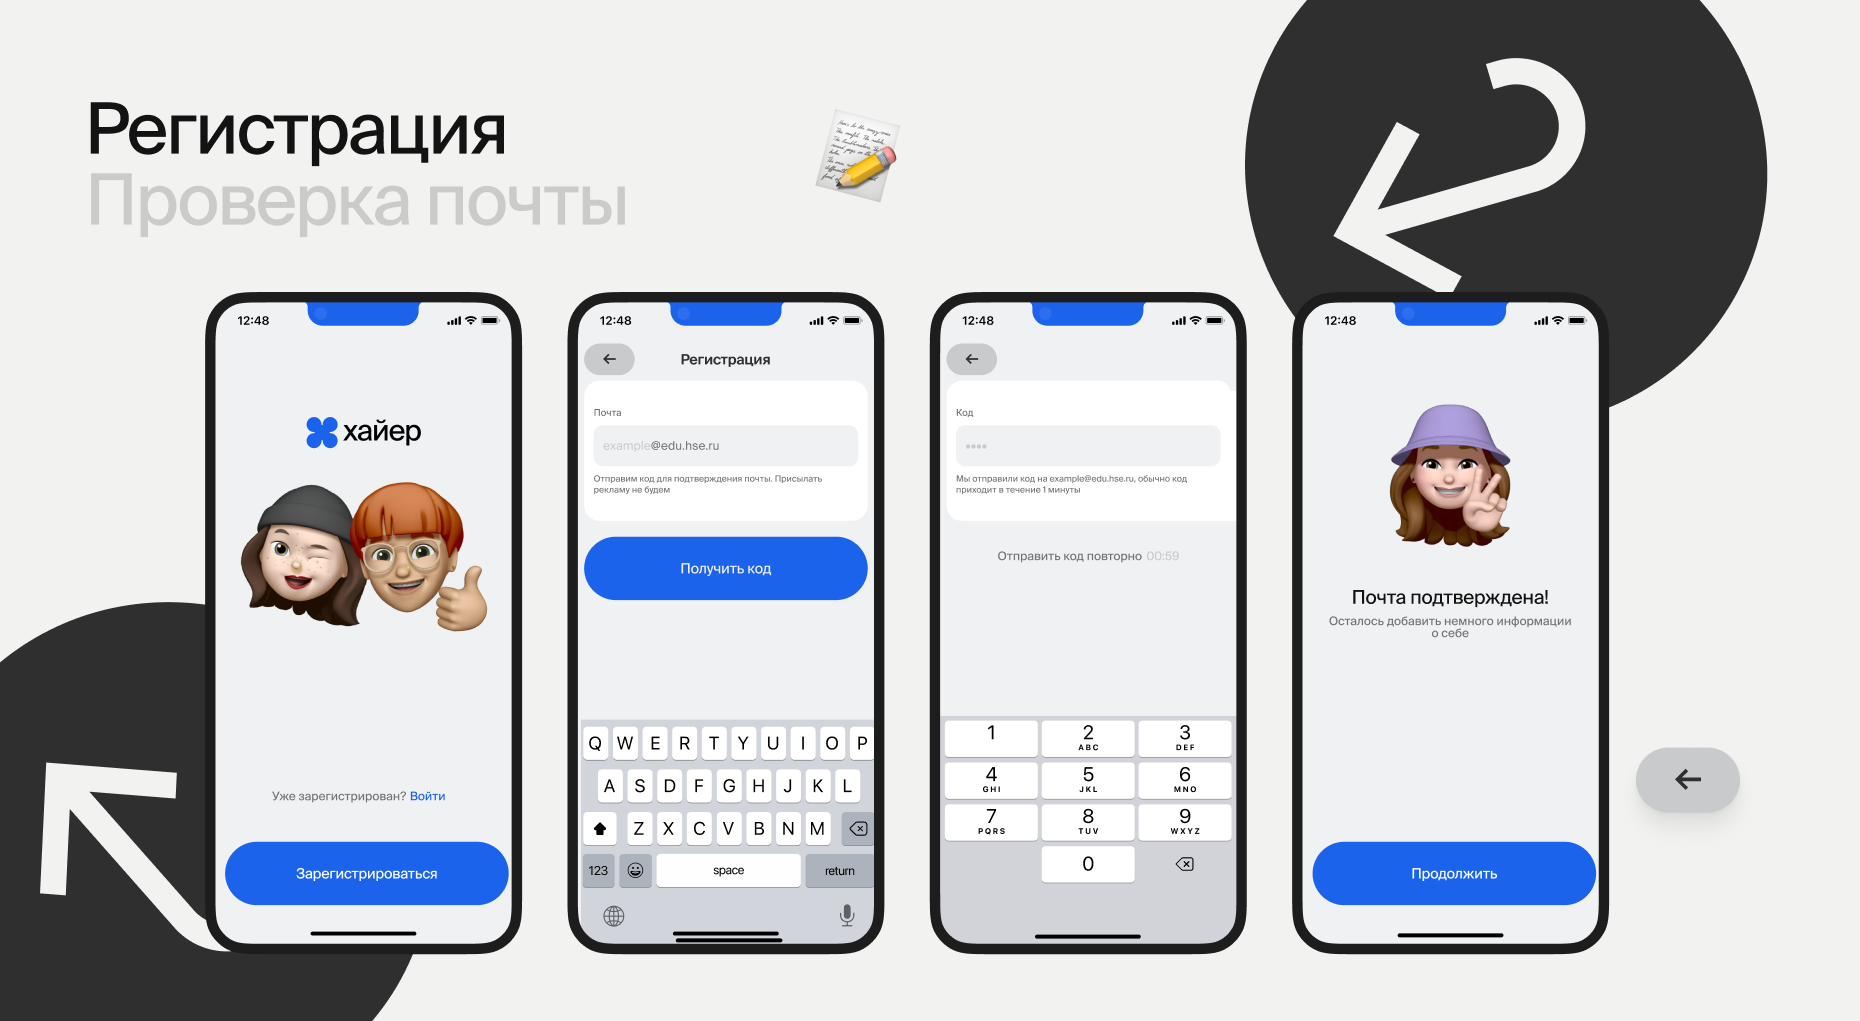 Регистрация
Проверка почты
12:48
хайер
Уже зарегистрирован? Войти
Зарегистрироваться
12:48
Регистрация
Почта
example@edu.hse.ru
Отправим код для подтверждения почты. Присылать
рекламу не будем
Получить код
Q W E R T Y U I O P
A S D F G H J K L
Z X C V B N M
123 space return
12:48
Код
Мы отправили код на example@edu.hse.ru, обычно код
приходит в течение 1 минуты
Отправить код повторно 00:59
1 2 3
ABC DEF
4 5 6
GHI JKL MNO
7 8 9
PQRS TUV WXYZ
0
12:48
Почта подтверждена!
Осталось добавить немного информации
о себе
Продолжить